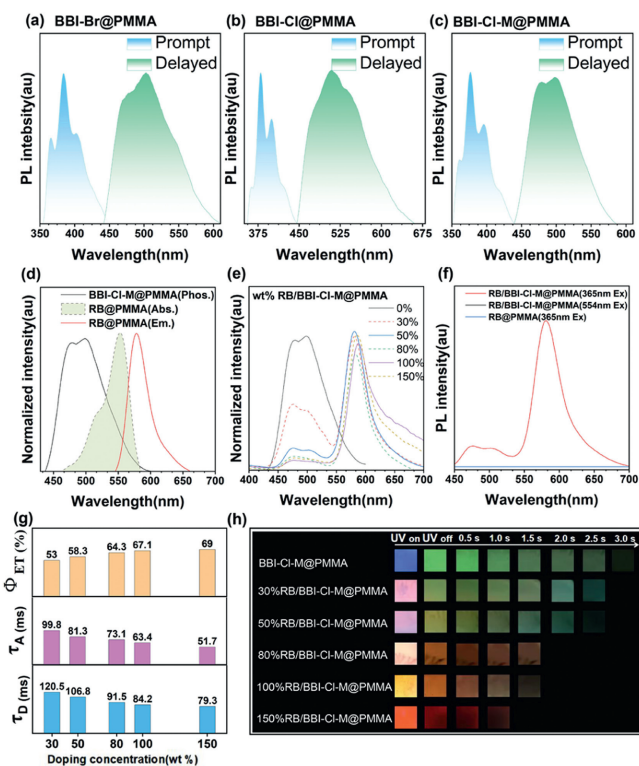 (a) BBI-Br@PMMA
Prompt
Delayed
PL intebsity(au)
350 400 450 500 550 600
Wavelength(nm)
(b) BBI-Cl@PMMA
Prompt
Delayed
PL intebsity(au)
375 450 525 600 675
Wavelength(nm)
(c) BBI-Cl-M@PMMA
Prompt
Delayed
PL intebsity(au)
350 400 450 500 550 600
Wavelength(nm)
(d)
BBI-Cl-M@PMMA(Phos.)
RB@PMMA(Abs.)
RB@PMMA(Em.)
Normalized intensity(au)
450 500 550 600 650 700
Wavelength(nm)
(e) wt% RB/BBI-Cl-M@PMMA
0%
30%
50%
80%
100%
150%
Normalized intensity(au)
400 450 500 550 600 650 700
Wavelength(nm)
(f)
RB/BBI-Cl-M@PMMA(365nm Ex)
RB/BBI-Cl-M@PMMA(554nm Ex)
RB@PMMA(365nm Ex)
PL intensity(au)
450 500 550 600 650 700
Wavelength(nm)
(g)
Φ ET (%)
53 58.3 64.3 67.1 69
τA (ms)
99.8 81.3 73.1 63.4 51.7
τD (ms)
120.5 106.8 91.5 84.2 79.3
30 50 80 100 150
Doping concentration(wt %)
(h)
UV on UV off 0.5 s 1.0 s 1.5 s 2.0 s 2.5 s 3.0 s
BBI-Cl-M@PMMA
30%RB/BBI-Cl-M@PMMA
50%RB/BBI-Cl-M@PMMA
80%RB/BBI-Cl-M@PMMA
100%RB/BBI-Cl-M@PMMA
150%RB/BBI-Cl-M@PMMA